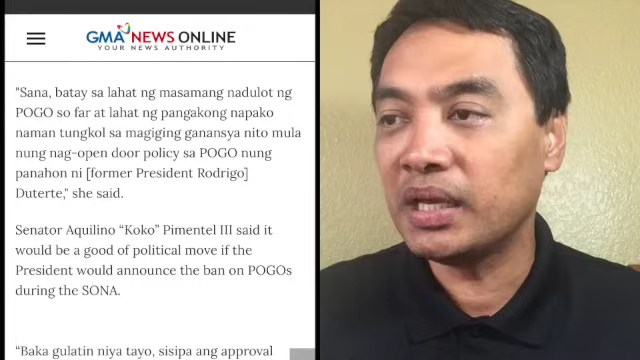 GMA NEWS ONLINE
YOUR NEWS AUTHORITY
"Sana, batay sa lahat ng masamang nadulot ng
POGO so far at lahat ng pangakong napako
naman tungkol sa magiging ganansya nito mula
nung nag-open door policy sa POGO nung
panahon ni [former President Rodrigo]
Duterte," she said.
Senator Aquilino “Koko” Pimentel III said it
would be a good of political move if the
President would announce the ban on POGOs
during the SONA.
“Baka gulatin niya tayo, sisipa ang approval